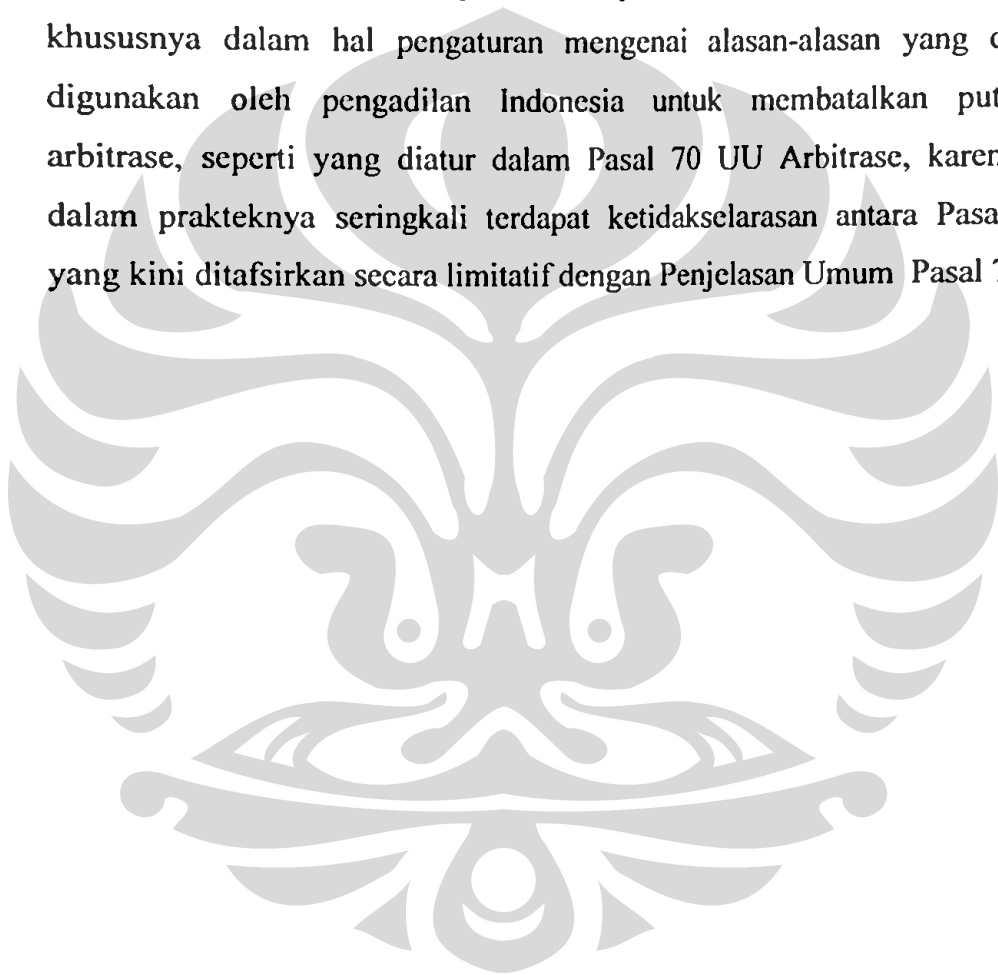 khususnya dalam hal pengaturan mengenai alasan-alasan yang
digunakan oleh pengadilan Indonesia untuk membatalkan
arbitrase, seperti yang diatur dalam Pasal 70 UU Arbitrase,
dalam prakteknya seringkali terdapat ketidakselarasan antara
yang kini ditafsirkan secara limitatif dengan Penjelasan Umum Pasal